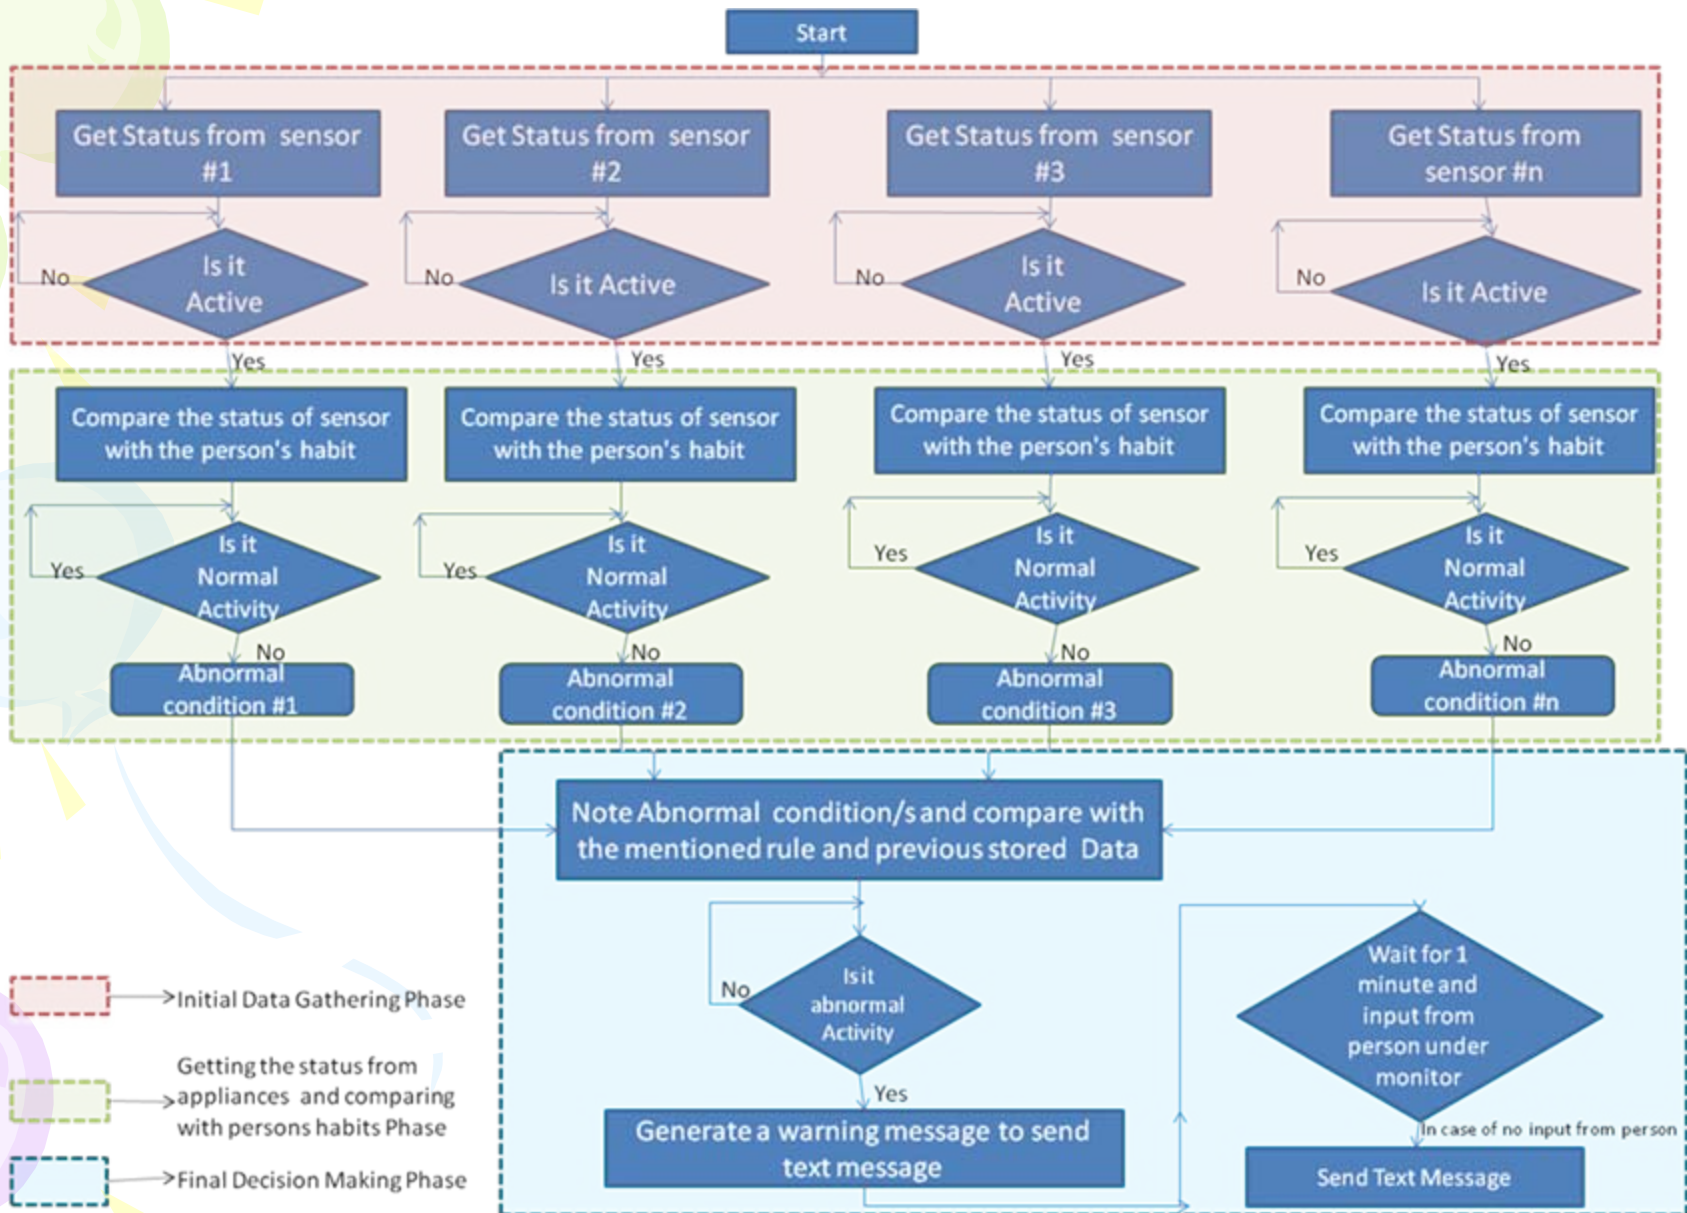 Start
Get Status from sensor
#1
Get Status from sensor
#2
Get Status from sensor
#3
Get Status from
sensor #n
Is it
Active
No
Is it Active
No
Is it
Active
No
Is it Active
No
Yes
Yes
Yes
Yes
Compare the status of sensor
with the person's habit
Compare the status of sensor
with the person's habit
Compare the status of sensor
with the person's habit
Compare the status of sensor
with the person's habit
Is it
Normal
Activity
Yes
Is it
Normal
Activity
Yes
Is it
Normal
Activity
Yes
Is it
Normal
Activity
Yes
No
No
No
No
Abnormal
condition #1
Abnormal
condition #2
Abnormal
condition #3
Abnormal
condition #n
Note Abnormal condition/s and compare with
the mentioned rule and previous stored Data
Is it
abnormal
Activity
No
Yes
Generate a warning message to send
text message
Wait for 1
minute and
input from
person under
monitor
In case of no input from person
Send Text Message
Initial Data Gathering Phase
Getting the status from
appliances and comparing
with persons habits Phase
Final Decision Making Phase